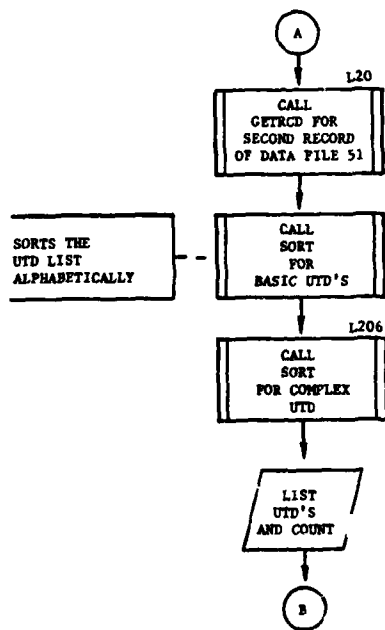 A
L20
CALL
GETRCD FOR
SECOND RECORD
OF DATA FILE 51
SORTS THE
UTD LIST
ALPHABETICALLY
CALL
SORT
FOR
BASIC UTD'S
L206
CALL
SORT
FOR COMPLEX
UTD
LIST
UTD'S
AND COUNT
B